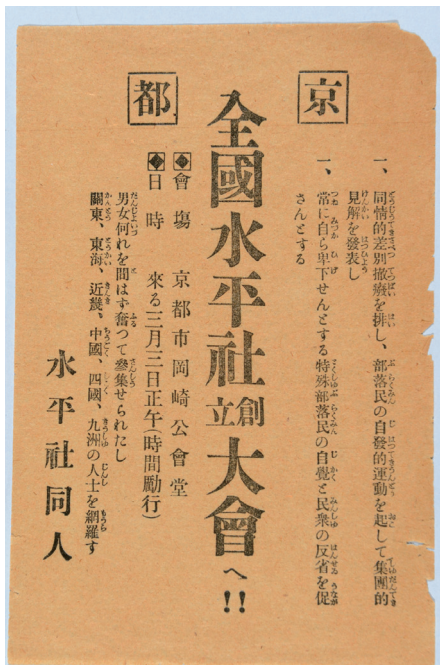 京都
一、同情的差別撤廢を排し、部落民の自發的運動を起して集團的
見解を發表し
一、常に自ら卑下せんとする特殊部落民の自覺と民衆の反省を促
さんとする
全國水平社創立大會へ!!
◆會塲　京都市岡崎公會堂
◆日時　來る三月三日正午(時間勵行)
男女何れを問はず奮つて參集せられたし
關東、東海、近畿、中國、四國、九洲の人士を網羅す
水平社同人